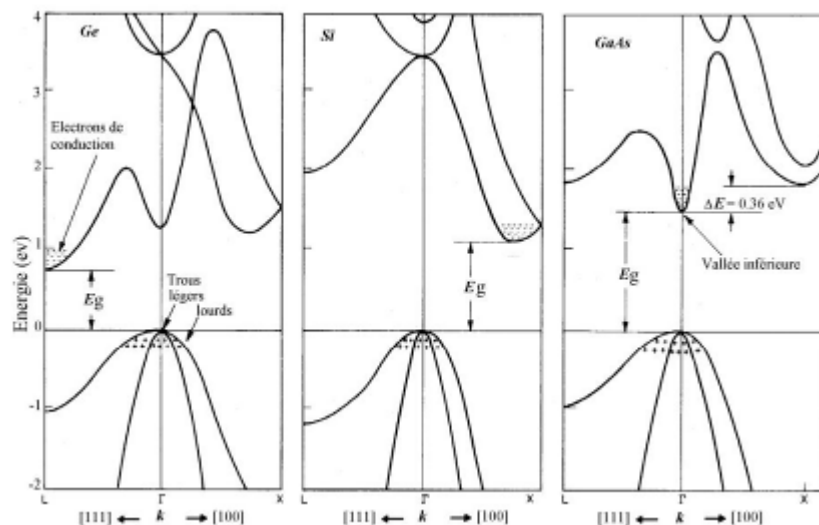 Ge
Si
GaAs
4
3
2
1
0
-1
-2
Energie (ev)
Electrons de
conduction
Eg
Trous
légers
lourds
Eg
Eg
ΔE = 0.36 eV
Vallée inférieure
L Γ X
L Γ X
L Γ X
[111] k [100]
[111] k [100]
[111] k [100]